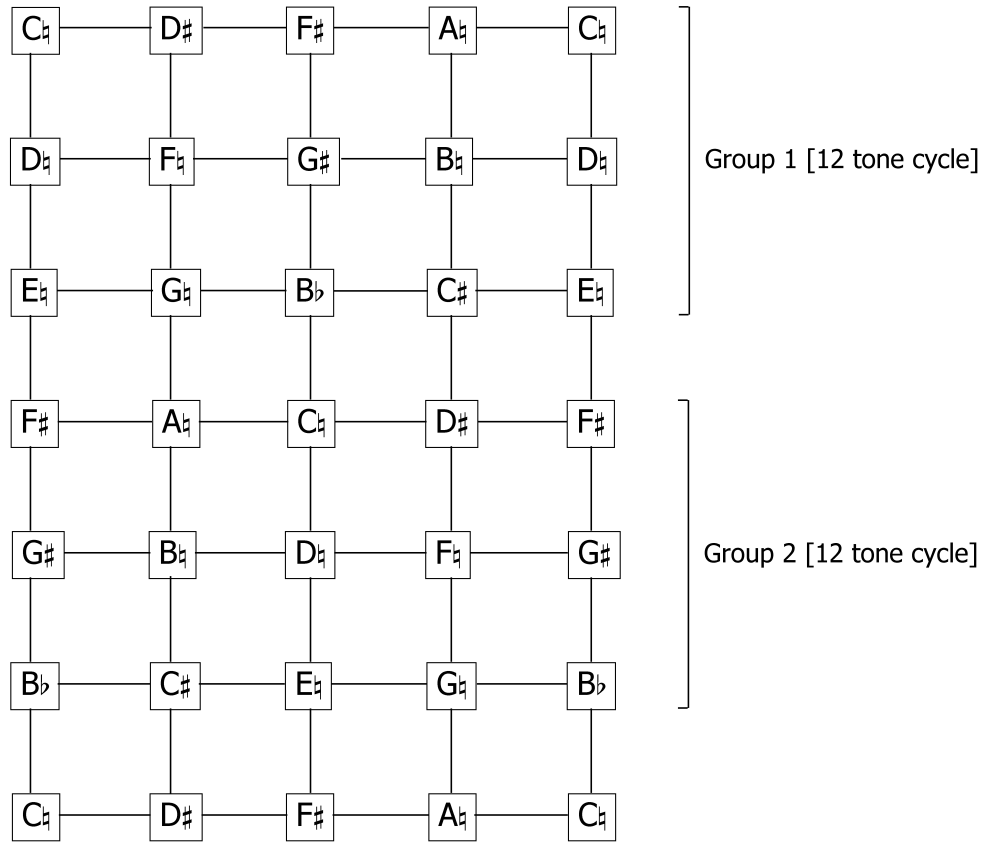 C♮ D♯ F♯ A♮ C♮
D♮ F♮ G♯ B♮ D♮ Group 1 [12 tone cycle]
E♮ G♮ B♭ C♯ E♮
F♯ A♮ C♮ D♯ F♯
G♯ B♮ D♮ F♮ G♯ Group 2 [12 tone cycle]
B♭ C♯ E♮ G♮ B♭
C♮ D♯ F♯ A♮ C♮